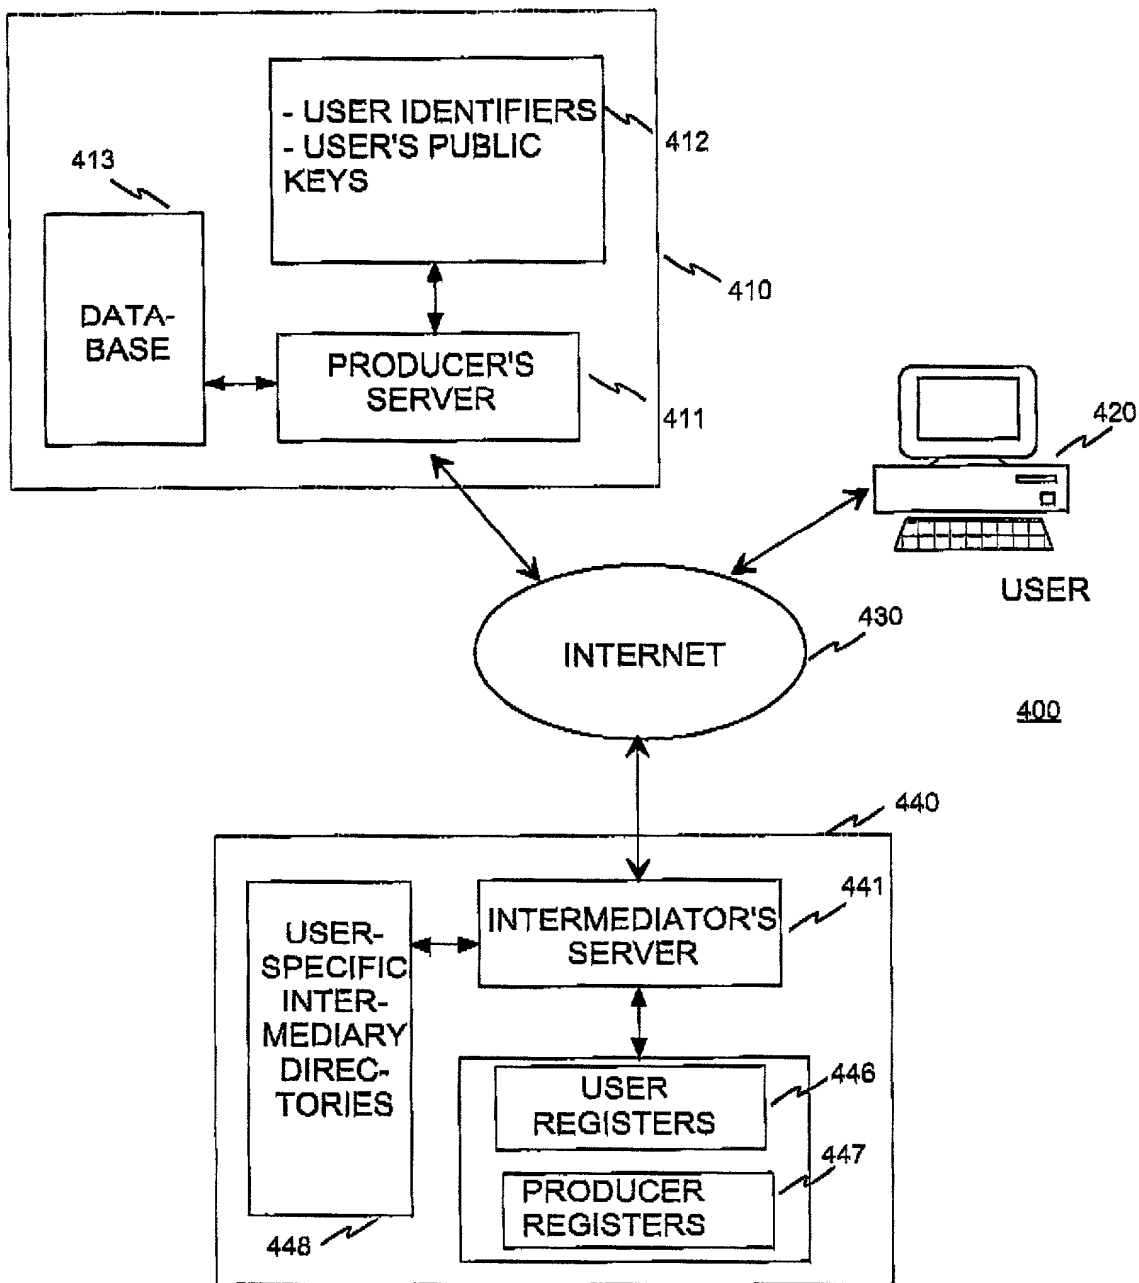 - USER IDENTIFIERS
- USER'S PUBLIC
KEYS
412
413
410
DATA-
BASE
PRODUCER'S
SERVER
411
420
USER
INTERNET
430
400
440
USER-
SPECIFIC
INTER-
MEDIARY
DIREC-
TORIES
INTERMEDIATOR'S
SERVER
441
USER
REGISTERS
446
PRODUCER
REGISTERS
447
448